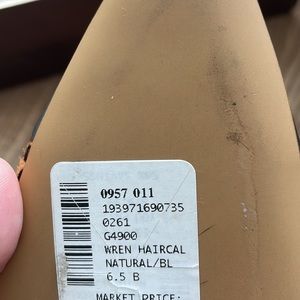 0957 011
193971690735
0261
G4900
WREN HAIRCAL
NATURAL/BL
6.5 B
MARKET PRICE: